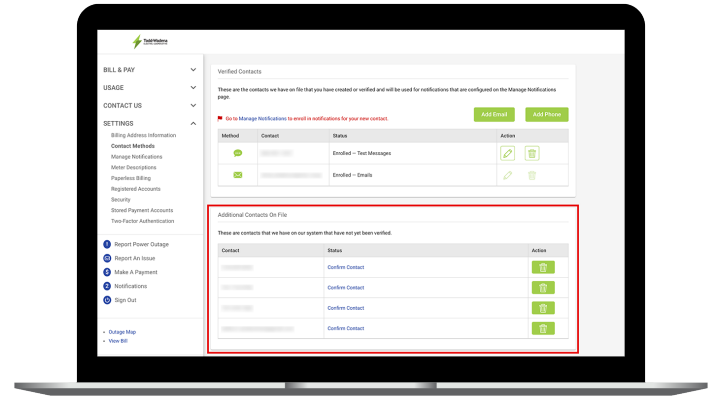 Todd-Wadena
ELECTRIC COOPERATIVE
BILL & PAY
USAGE
CONTACT US
SETTINGS
Billing Address Information
Contact Methods
Manage Notifications
Meter Descriptions
Paperless Billing
Registered Accounts
Security
Stored Payment Accounts
Two-Factor Authentication
Report Power Outage
Report An Issue
Make A Payment
2 Notifications
Sign Out
Outage Map
View Bill
Verified Contacts
These are the contacts we have on file that you have created or verified and will be used for notifications that are configured on the Manage Notifications
page.
Add Email Add Phone
Go to Manage Notifications to enroll in notifications for your new contact.
Method Contact Status Action
Enrolled – Text Messages
Enrolled – Emails
Additional Contacts On File
These are contacts that we have on our system that have not yet been verified.
Contact Status Action
Confirm Contact
Confirm Contact
Confirm Contact
Confirm Contact